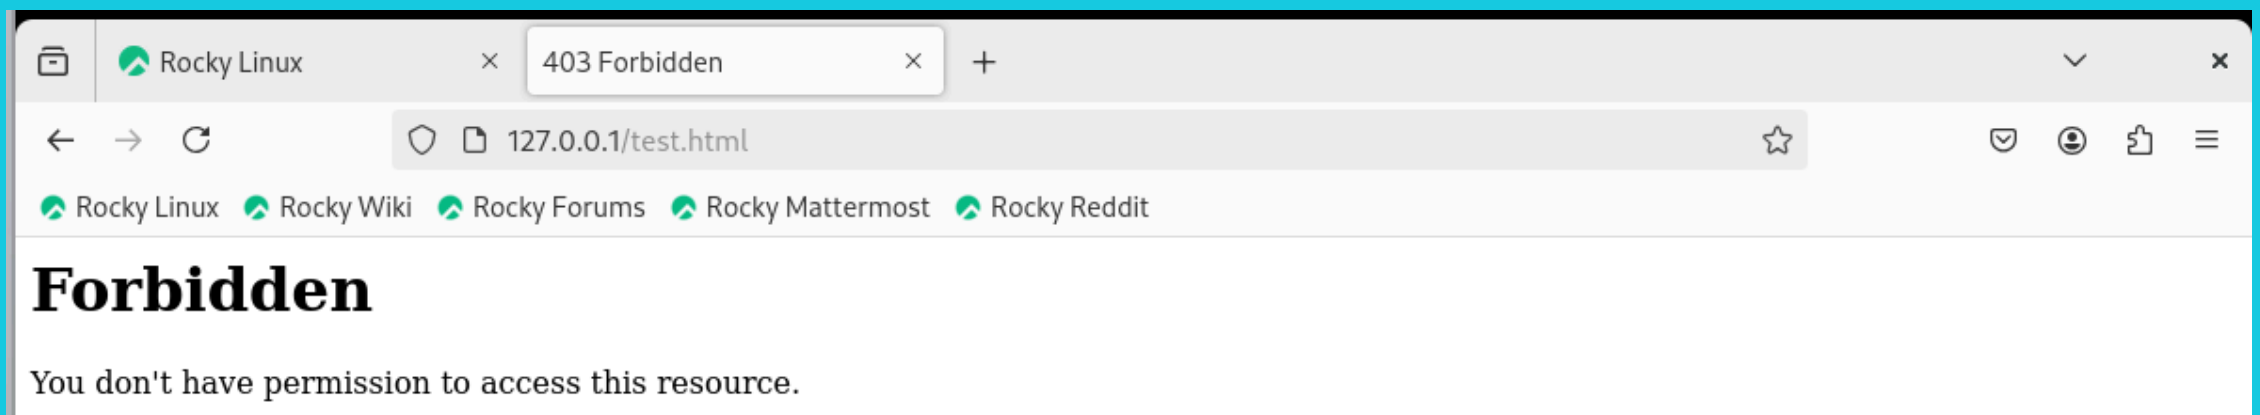 Rocky Linux 403 Forbidden
127.0.0.1/test.html
Rocky Linux Rocky Wiki Rocky Forums Rocky Mattermost Rocky Reddit
Forbidden
You don't have permission to access this resource.